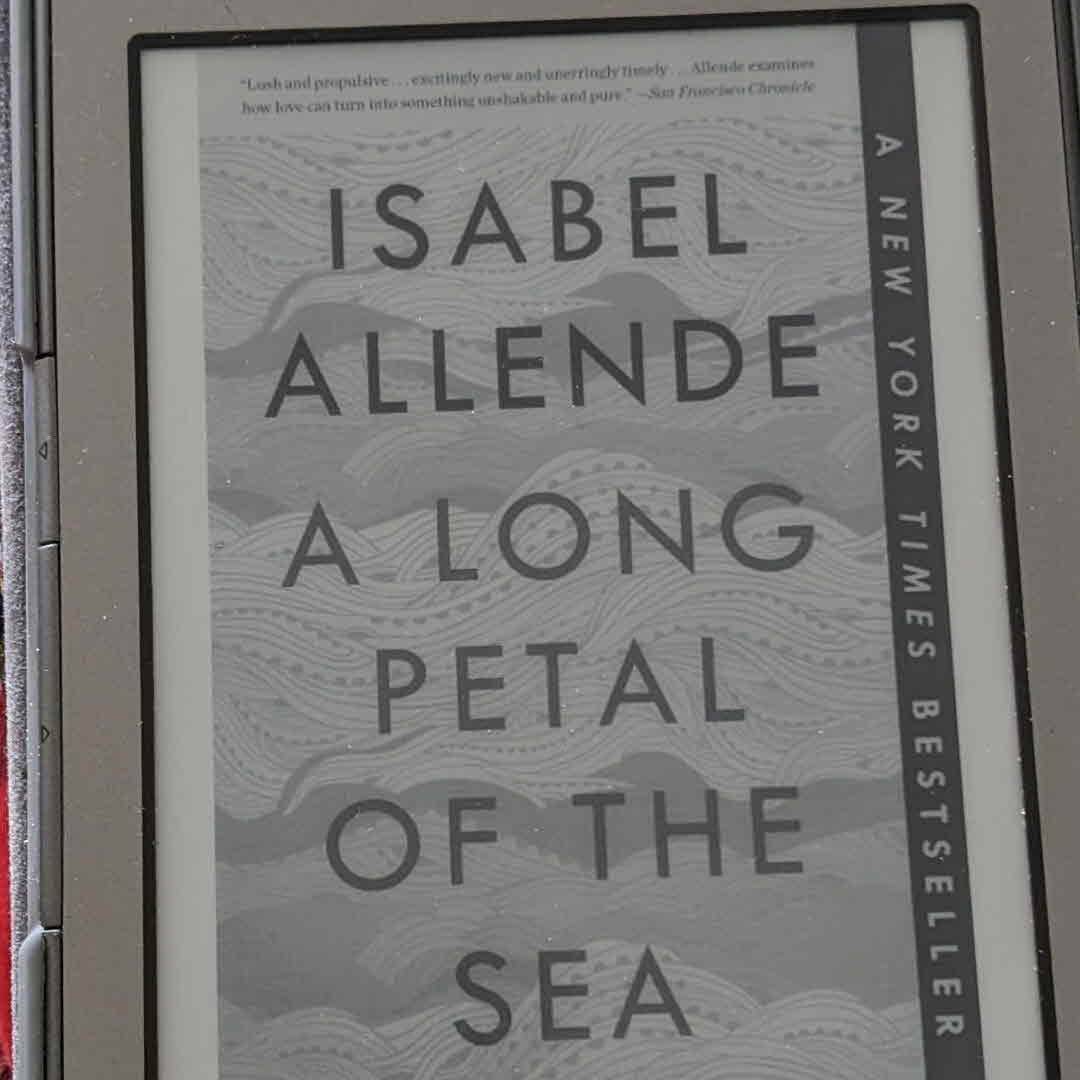 “Lush and propulsive . . . excitingly new and unerringly timely . . . Allende examines
how love can turn into something unshakable and pure.” —San Francisco Chronicle
ISABEL
ALLENDE
A LONG
PETAL
OF THE
SEA
A NEW YORK TIMES BESTSELLER